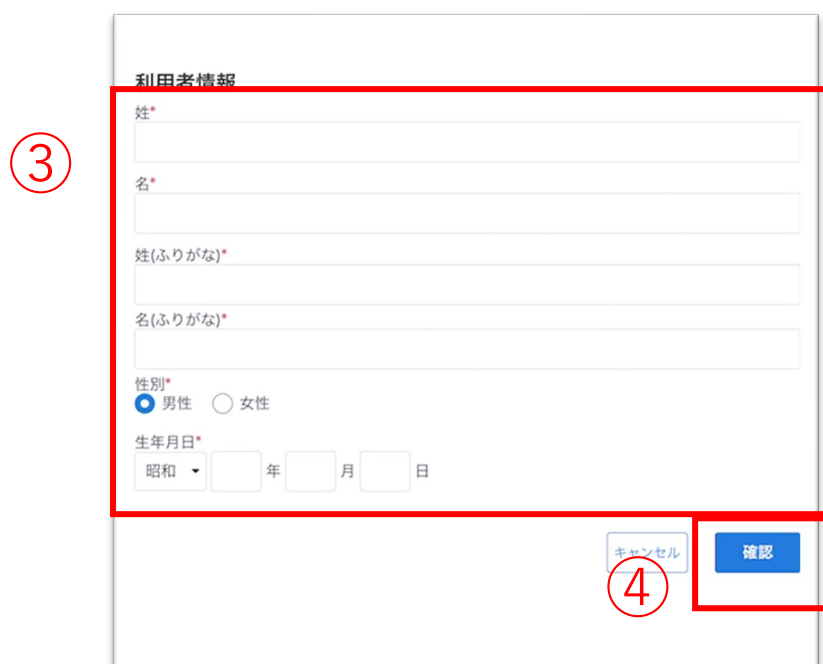 利用者情報
姓*
③
名*
姓(ふりがな)*
名(ふりがな)*
性別*
男性 女性
生年月日*
昭和 年 月 日
キャンセル 確認
④